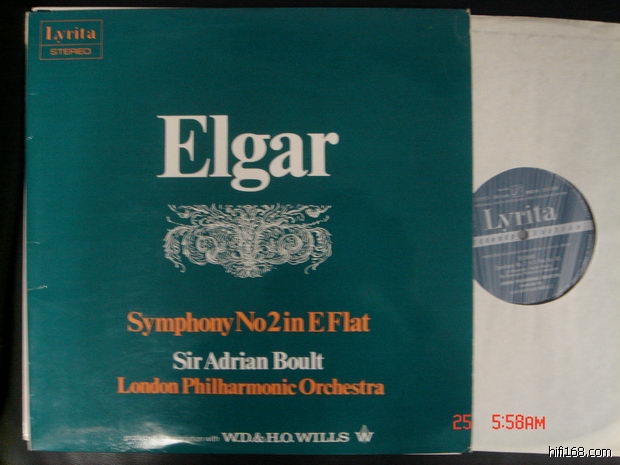 Lyrita
STEREO
Elgar
Symphony No 2 in E Flat
Sir Adrian Boult
London Philharmonic Orchestra
with W.D. & H.O. WILLS W
Lyrita
25 5:58AM
hifi168.com